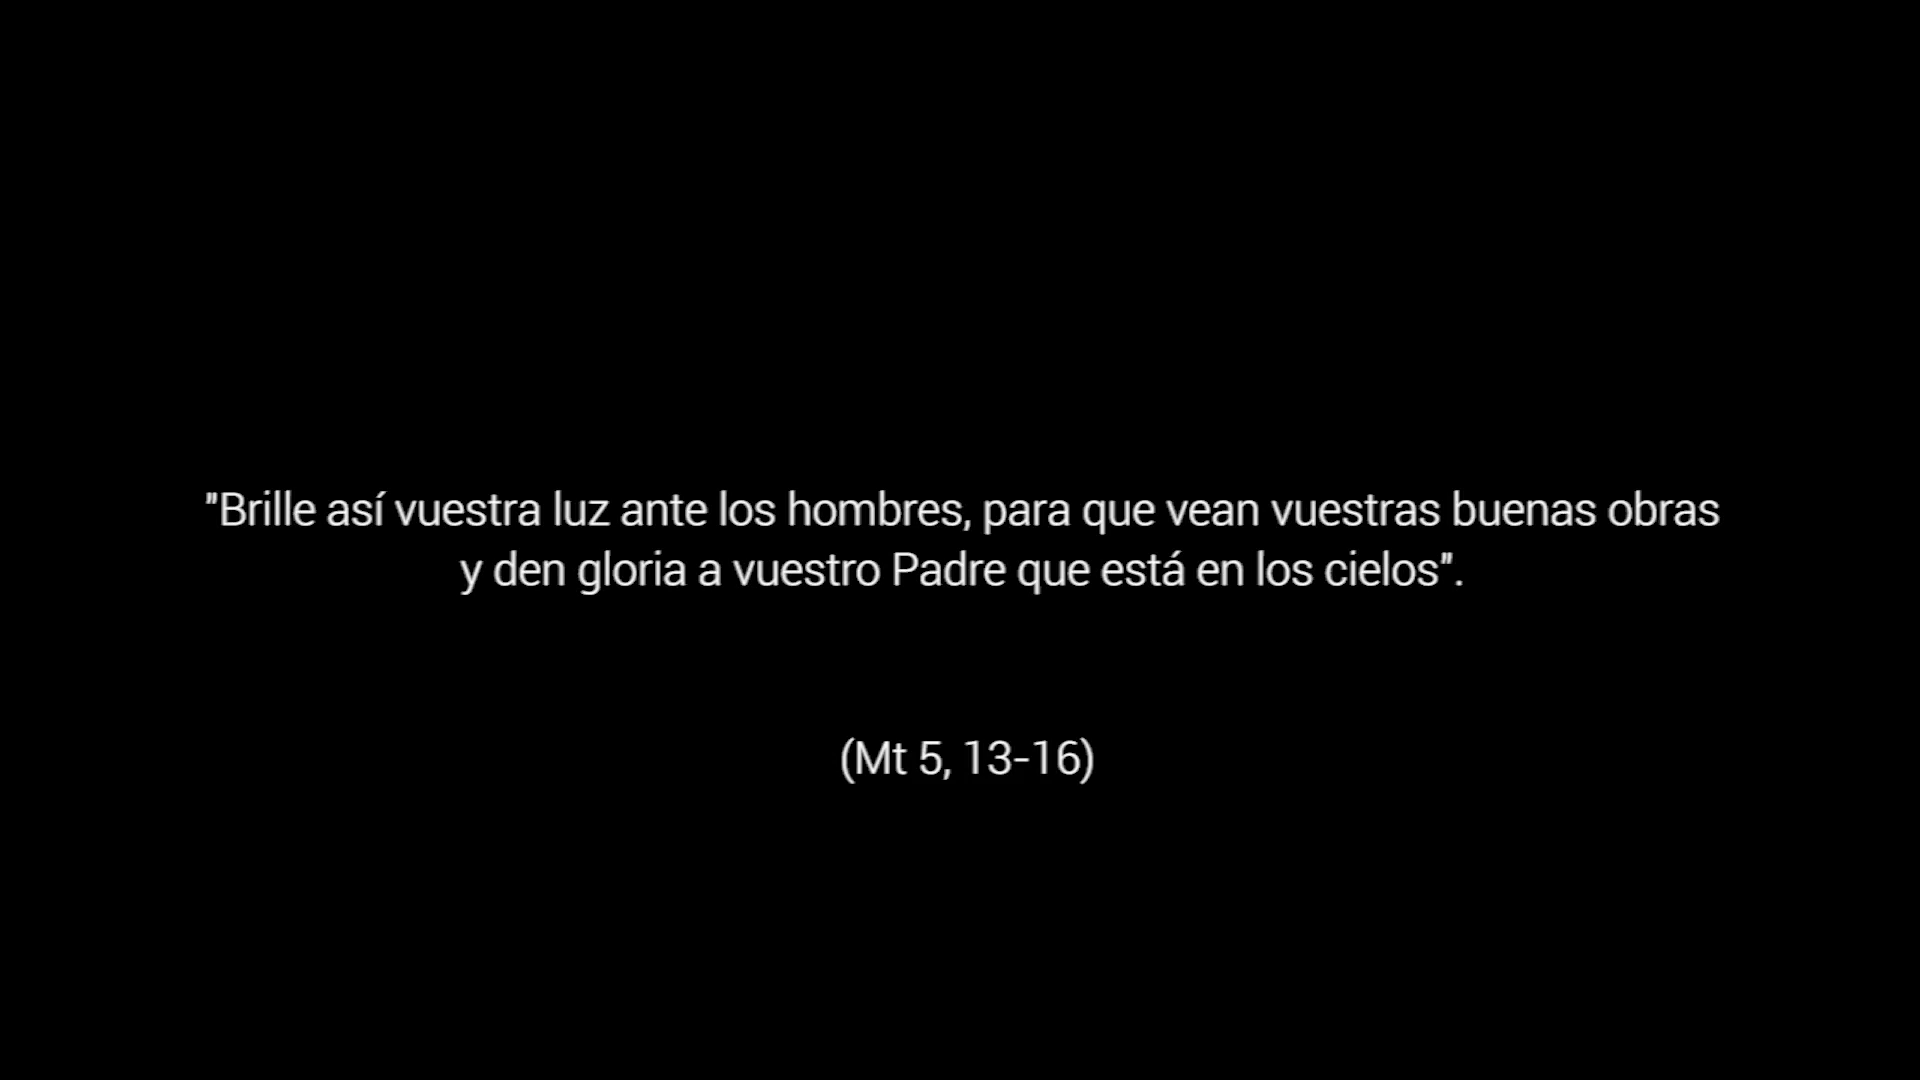 "Brille así vuestra luz ante los hombres, para que vean vuestras buenas obras
y den gloria a vuestro Padre que está en los cielos".
(Mt 5, 13-16)